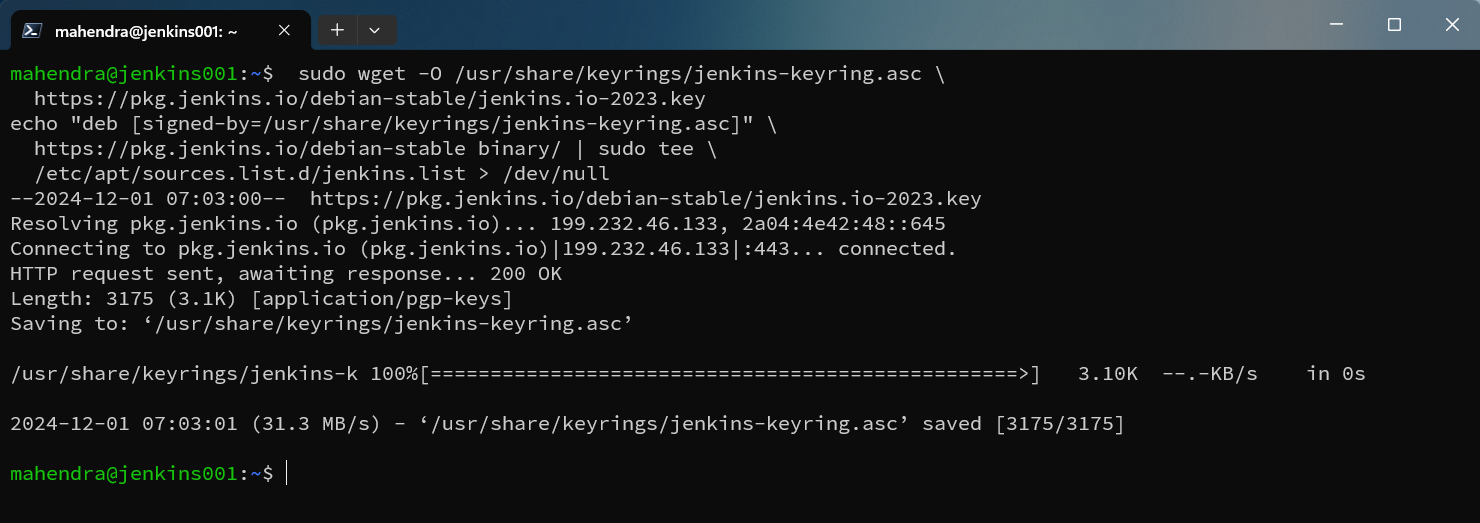 mahendra@jenkins001: ~
mahendra@jenkins001:~$  sudo wget -O /usr/share/keyrings/jenkins-keyring.asc \
  https://pkg.jenkins.io/debian-stable/jenkins.io-2023.key
echo "deb [signed-by=/usr/share/keyrings/jenkins-keyring.asc]" \
  https://pkg.jenkins.io/debian-stable binary/ | sudo tee \
  /etc/apt/sources.list.d/jenkins.list > /dev/null
--2024-12-01 07:03:00--  https://pkg.jenkins.io/debian-stable/jenkins.io-2023.key
Resolving pkg.jenkins.io (pkg.jenkins.io)... 199.232.46.133, 2a04:4e42:48::645
Connecting to pkg.jenkins.io (pkg.jenkins.io)|199.232.46.133|:443... connected.
HTTP request sent, awaiting response... 200 OK
Length: 3175 (3.1K) [application/pgp-keys]
Saving to: ‘/usr/share/keyrings/jenkins-keyring.asc’
/usr/share/keyrings/jenkins-k 100%[=================================================>]   3.10K  --.-KB/s    in 0s
2024-12-01 07:03:01 (31.3 MB/s) - ‘/usr/share/keyrings/jenkins-keyring.asc’ saved [3175/3175]
mahendra@jenkins001:~$